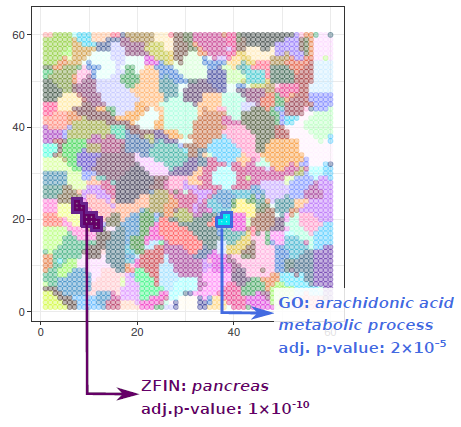 60
40
20
0
0
20
40
GO: arachidonic acid
metabolic process
adj. p-value: 2×10⁻⁵
ZFIN: pancreas
adj.p-value: 1×10⁻¹⁰